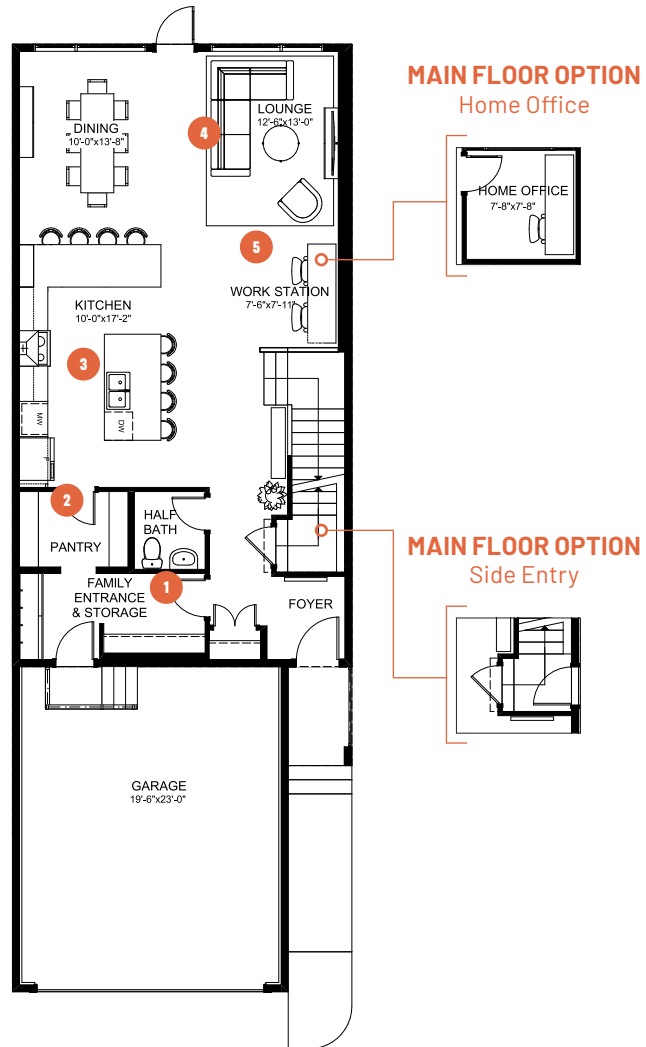 MAIN FLOOR OPTION
Home Office
LOUNGE
12'-6"x13'-0"
4
DINING
10'-0"x13'-8"
HOME OFFICE
7'-8"x7'-8"
5
WORK STATION
7'-6"x7'-11"
KITCHEN
10'-0"x17'-2"
3
MW
DW
2
HALF
BATH
PANTRY
MAIN FLOOR OPTION
Side Entry
1
FAMILY
ENTRANCE
& STORAGE
FOYER
GARAGE
19'-6"x23'-0"